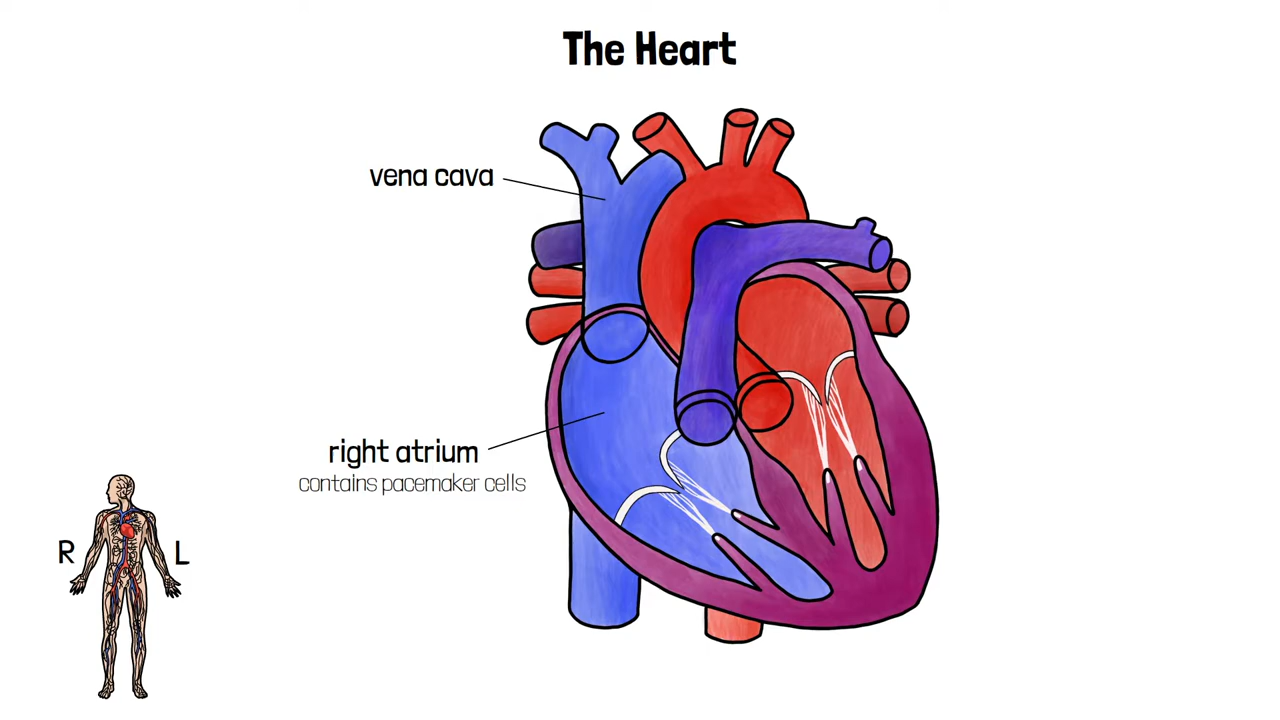 The Heart
vena cava
right atrium
contains pacemaker cells
R
L